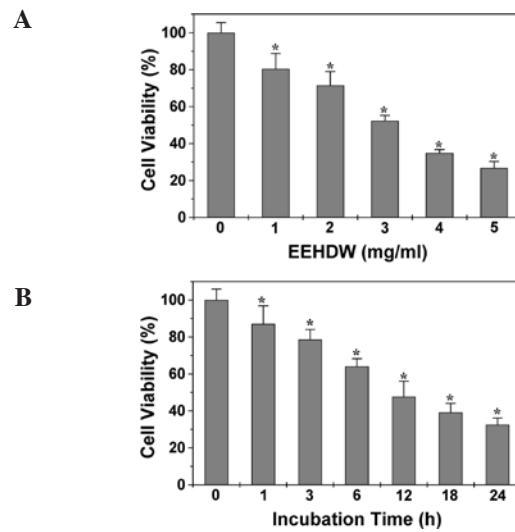 A
Cell Viability (%)
100
80
60
40
20
0
* * * * *
0 1 2 3 4 5
EEHDW (mg/ml)
B
Cell Viability (%)
100
80
60
40
20
0
* * * * * *
0 1 3 6 12 18 24
Incubation Time (h)